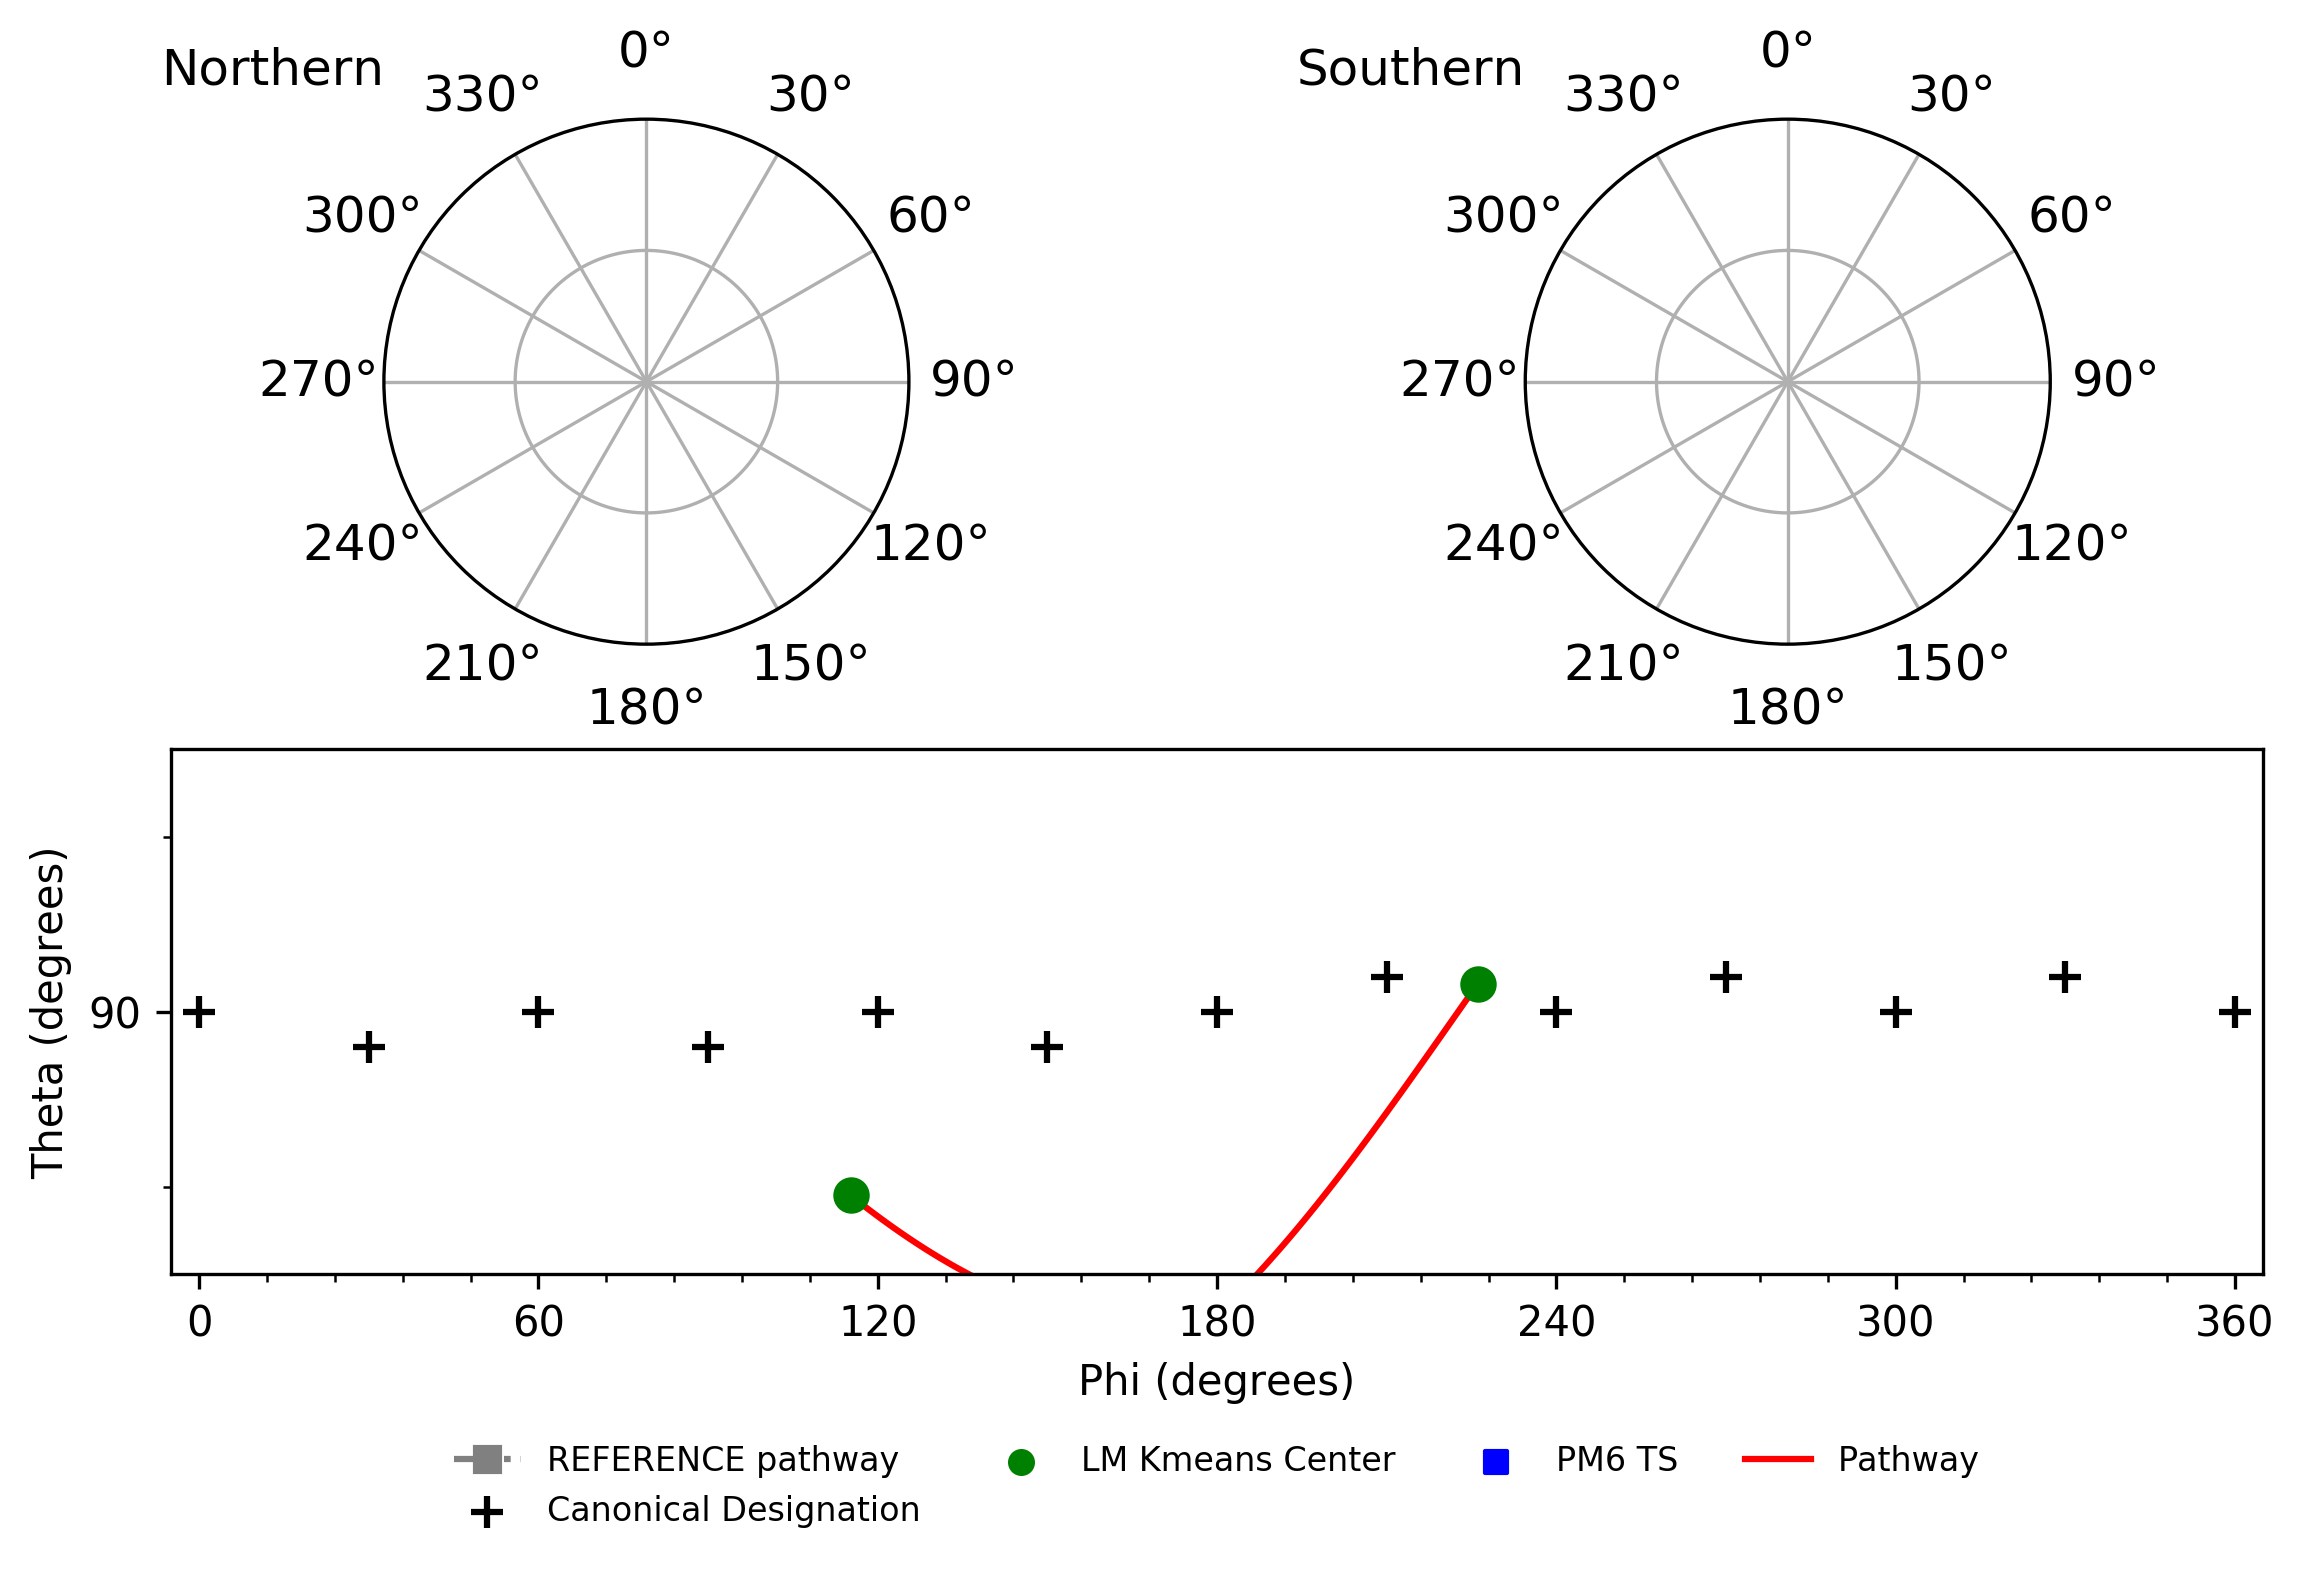 Northern
0°
30°
60°
90°
120°
150°
180°
210°
240°
270°
300°
330°
Southern
0°
30°
60°
90°
120°
150°
180°
210°
240°
270°
300°
330°
Theta (degrees)
90
0 60 120 180 240 300 360
Phi (degrees)
REFERENCE pathway
Canonical Designation
LM Kmeans Center
PM6 TS
Pathway